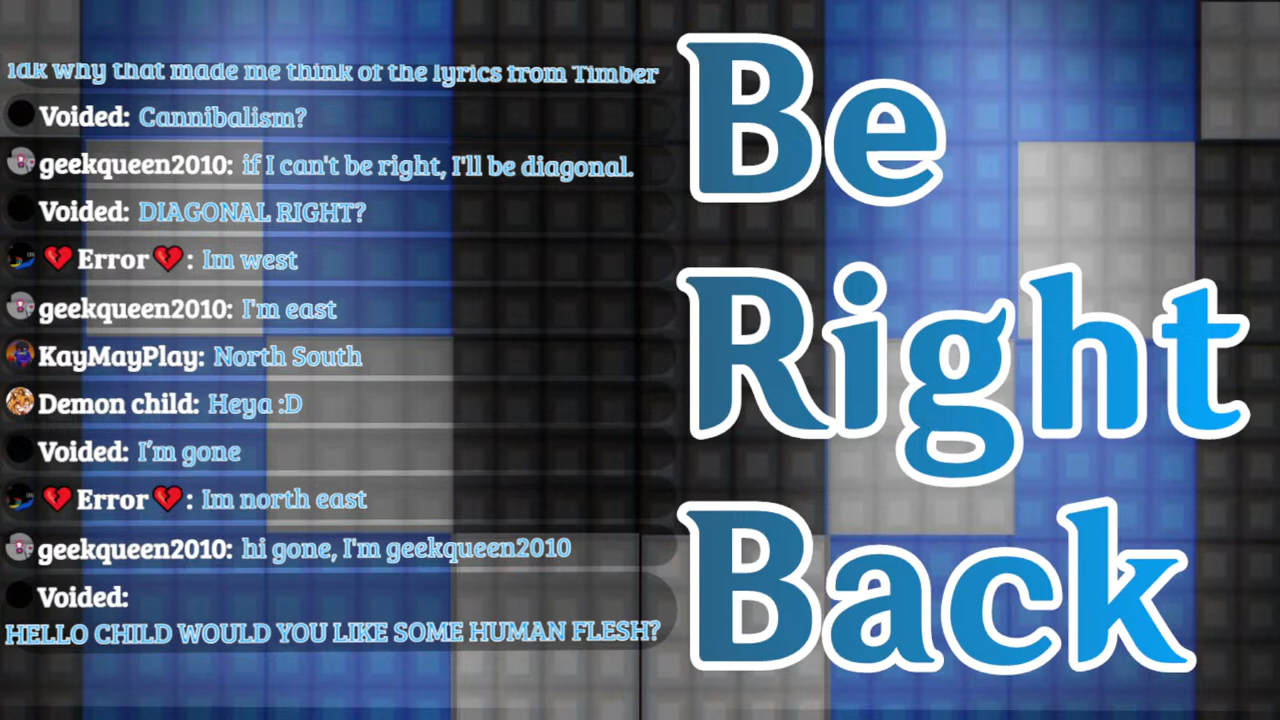 idk why that made me think of the lyrics from Timber
Voided: Cannibalism?
geekqueen2010: if I can't be right, I'll be diagonal.
Voided: DIAGONAL RIGHT?
💔Error💔: Im west
geekqueen2010: I'm east
KayMayPlay: North South
Demon child: Heya :D
Voided: I’m gone
💔Error💔: Im north east
geekqueen2010: hi gone, I'm geekqueen2010
Voided:
HELLO CHILD WOULD YOU LIKE SOME HUMAN FLESH?
Be
Right
Back